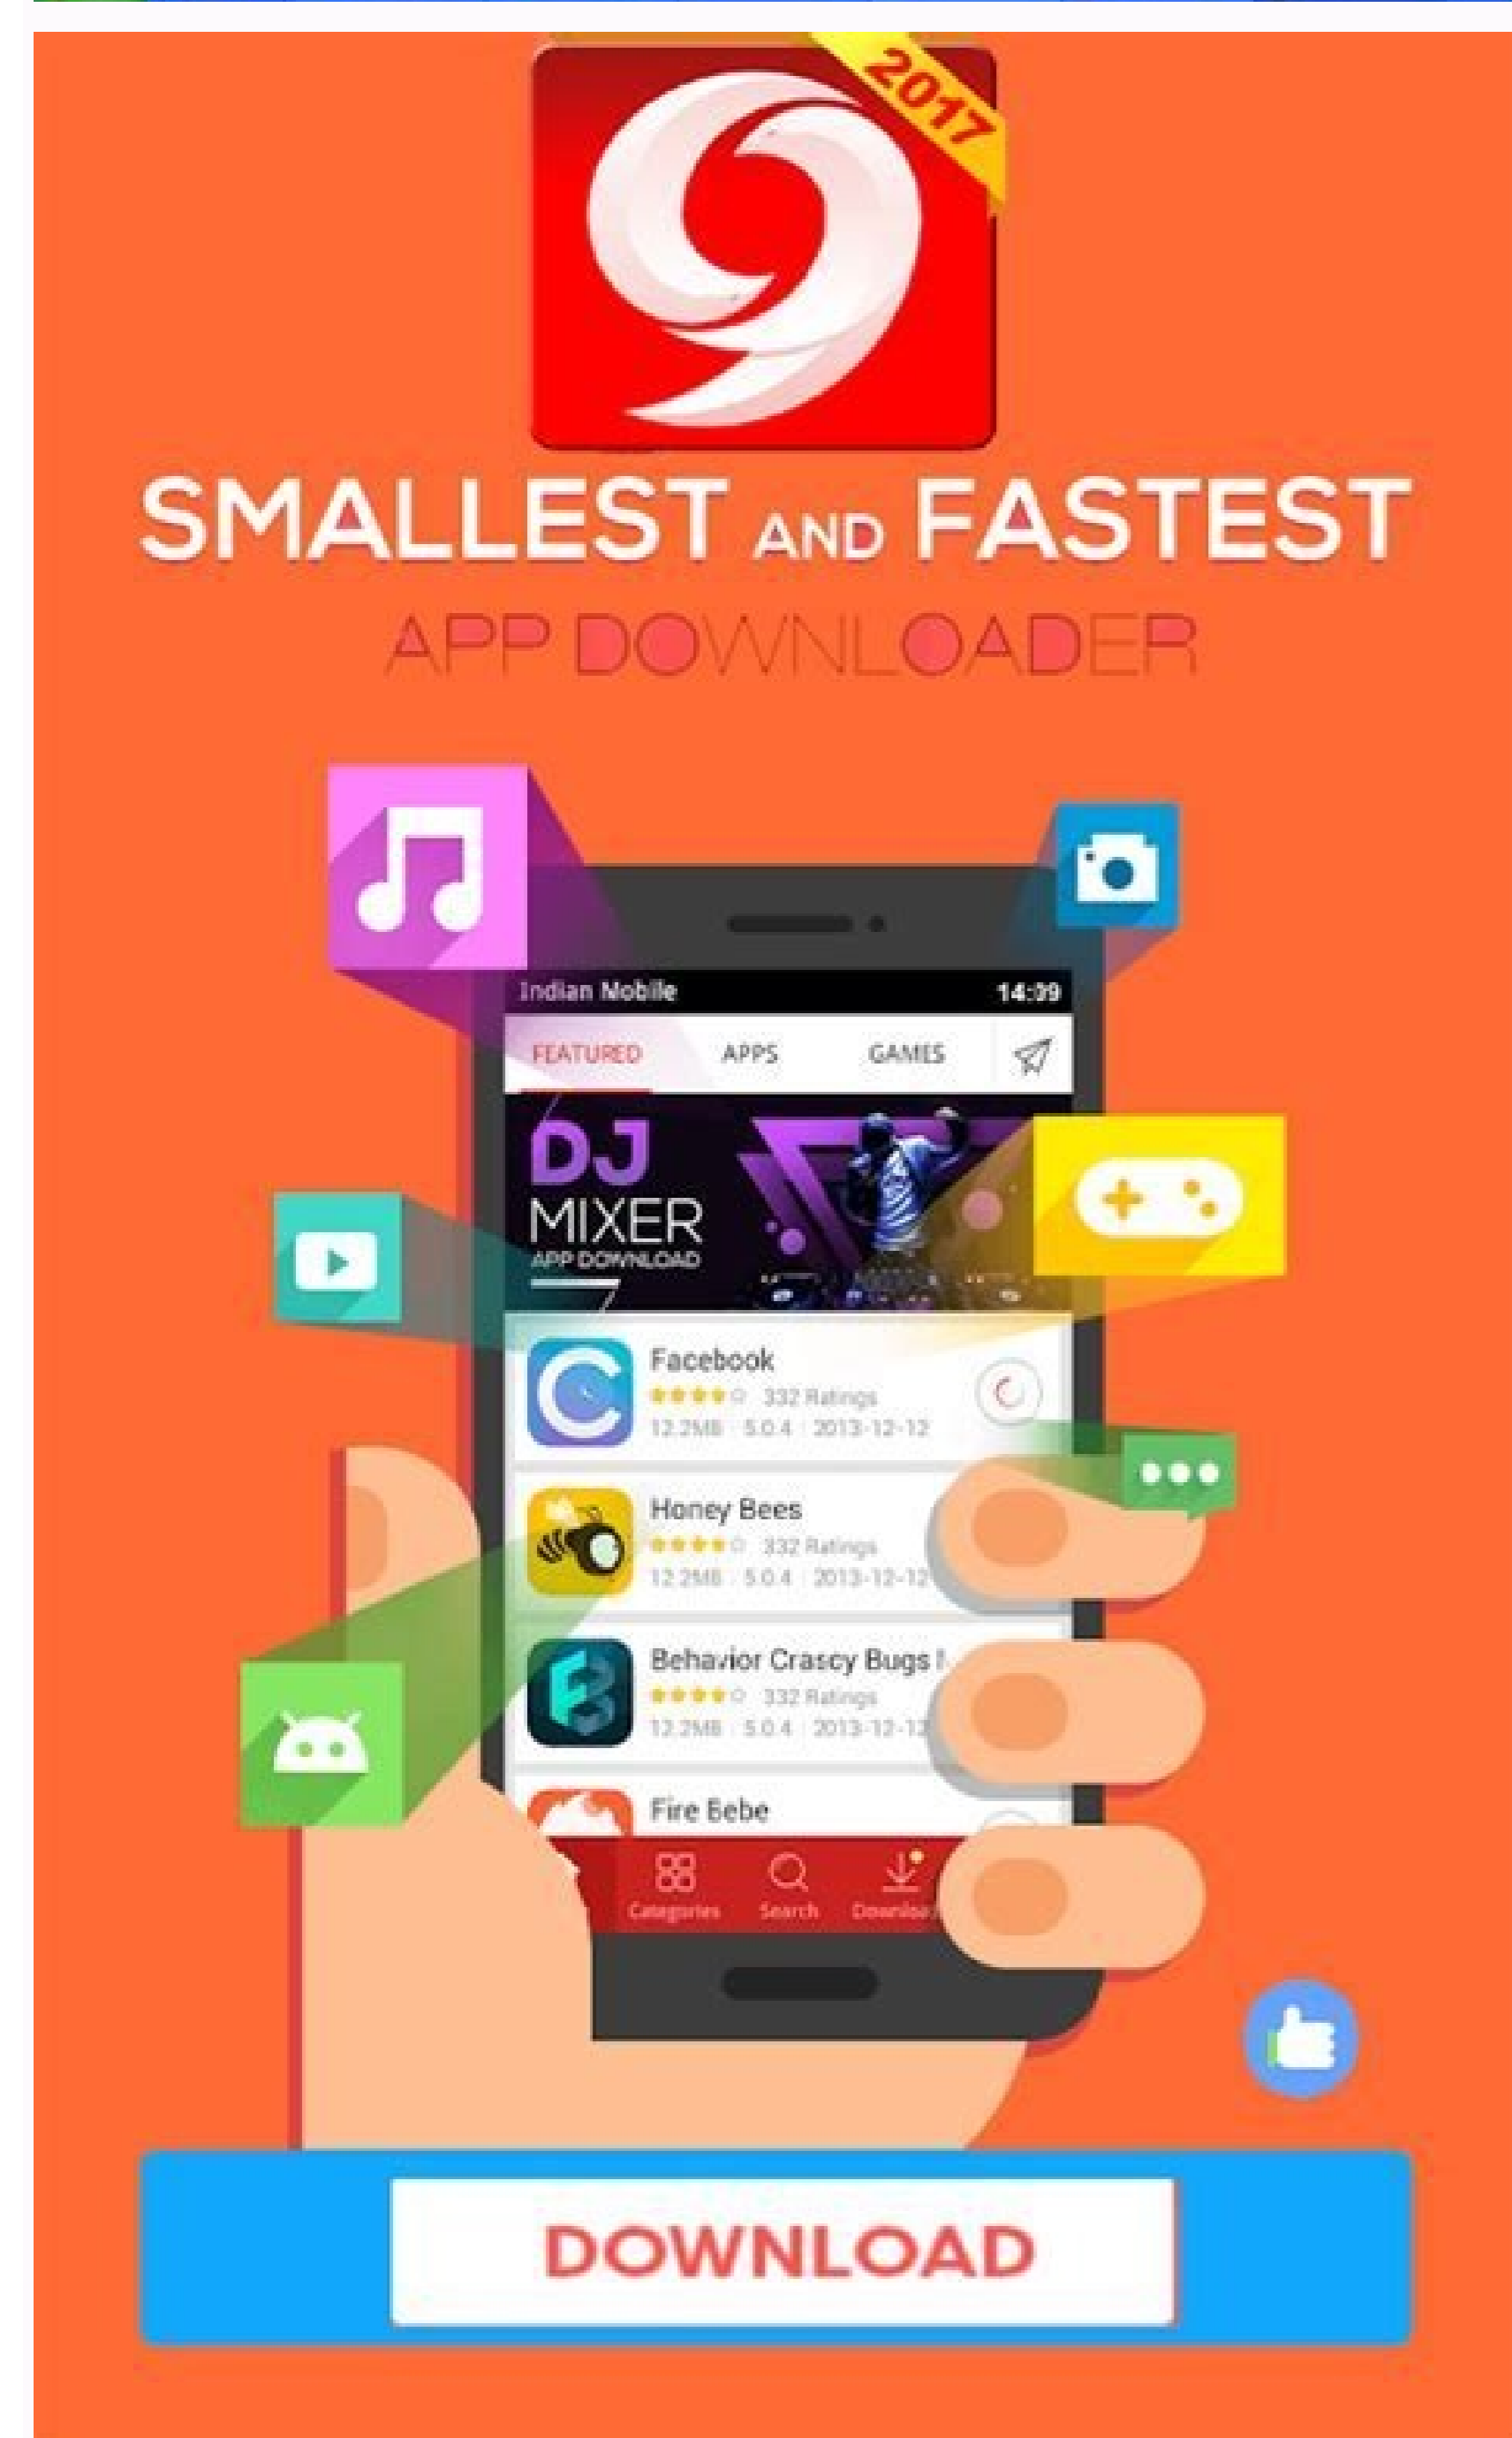 2017
SMALLEST AND FASTEST
APP DOWNLOADER
Indian Mobile 14:09
FEATURED APPS GAMES
DJ
MIXER
APP DOWNLOAD
Facebook
332 Ratings
12.2MB 5.0.4 2013-12-12
Honey Bees
332 Ratings
12.2MB 5.0.4 2013-12-12
Behavior Crascy Bugs
332 Ratings
12.2MB 5.0.4 2013-12-12
Fire Bebe
Categories Search
DOWNLOAD